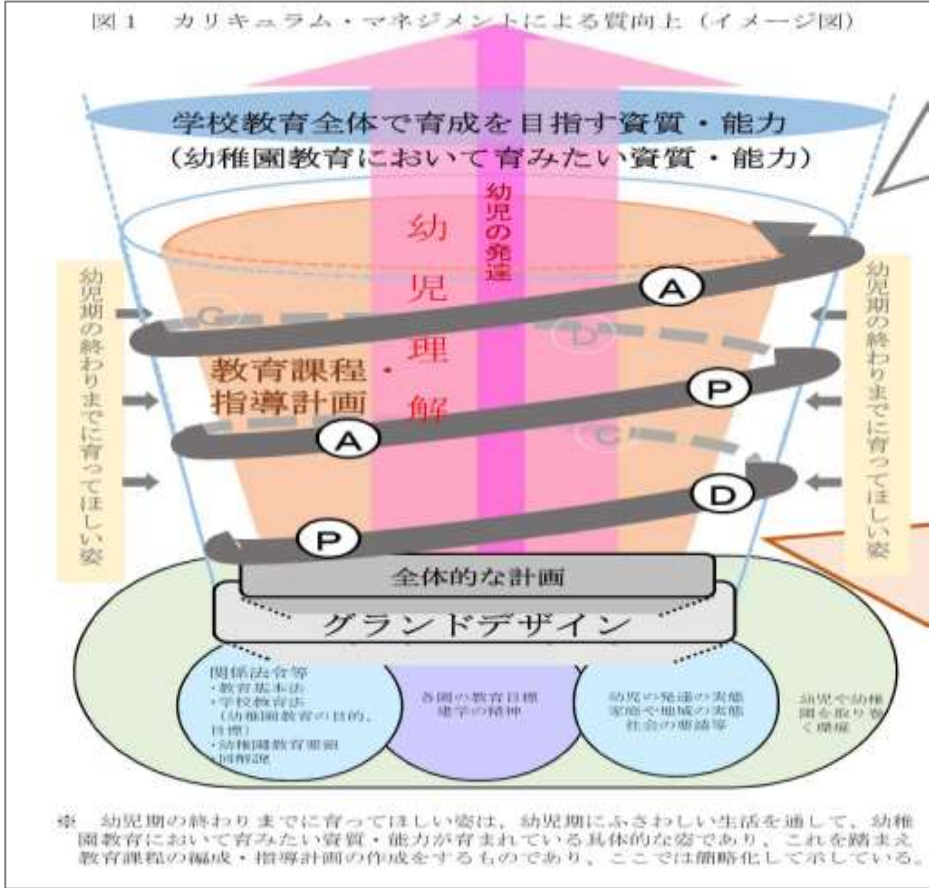 図1　カリキュラム・マネジメントによる質向上（イメージ図）
学校教育全体で育成を目指す資質・能力
(幼稚園教育において育みたい資質・能力)
幼児の発達
幼児理解
幼児期の終わりまでに育ってほしい姿
幼児期の終わりまでに育ってほしい姿
A
C
D
教育課程・
指導計画
P
A
C
D
P
全体的な計画
グランドデザイン
関係法令等
・教育基本法
・学校教育法
(幼稚園教育の目的、
目標)
・幼稚園教育要領
・同解説
各園の教育目標
建学の精神
幼児の発達の実態
家庭や地域の実態
社会の要請等
幼児や幼稚
園を取り巻
く環境
※　幼児期の終わりまでに育ってほしい姿は、幼児期にふさわしい生活を通して、幼稚
園教育において育みたい資質・能力が育まれている具体的な姿であり、これを踏まえ
教育課程の編成・指導計画の作成をするものであり、ここでは簡略化して示している。